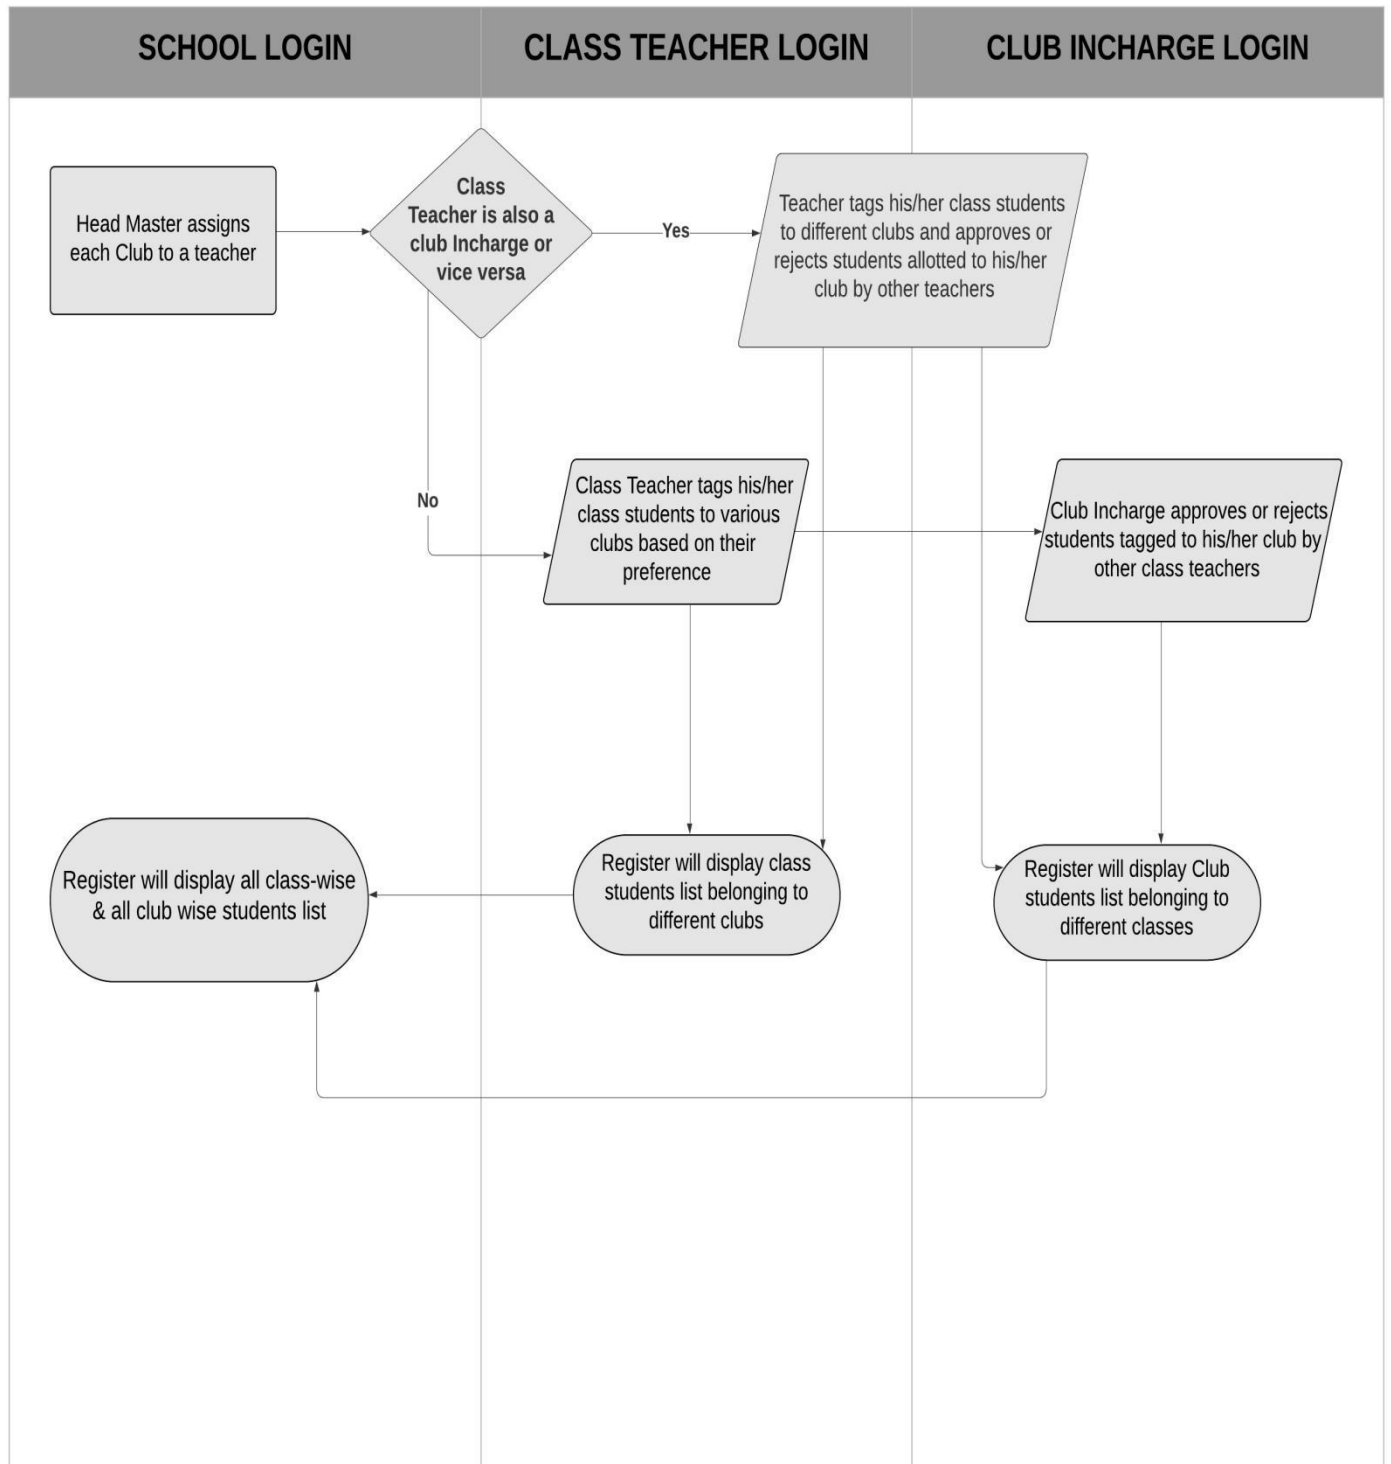 SCHOOL LOGIN
CLASS TEACHER LOGIN
CLUB INCHARGE LOGIN
Head Master assigns
each Club to a teacher
Class
Teacher is also a
club Incharge or
vice versa
Yes
Teacher tags his/her class students
to different clubs and approves or
rejects students allotted to his/her
club by other teachers
No
Class Teacher tags his/her
class students to various
clubs based on their
preference
Club Incharge approves or rejects
students tagged to his/her club by
other class teachers
Register will display all class-wise
& all club wise students list
Register will display class
students list belonging to
different clubs
Register will display Club
students list belonging to
different classes